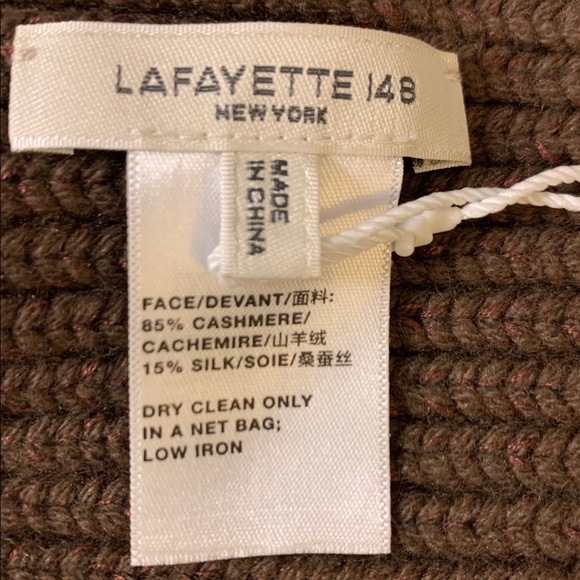 LAFAYETTE 148
NEW YORK
MADE
IN CHINA
FACE/DEVANT/面料:
85% CASHMERE/
CACHEMIRE/山羊绒
15% SILK/SOIE/桑蚕丝
DRY CLEAN ONLY
IN A NET BAG;
LOW IRON